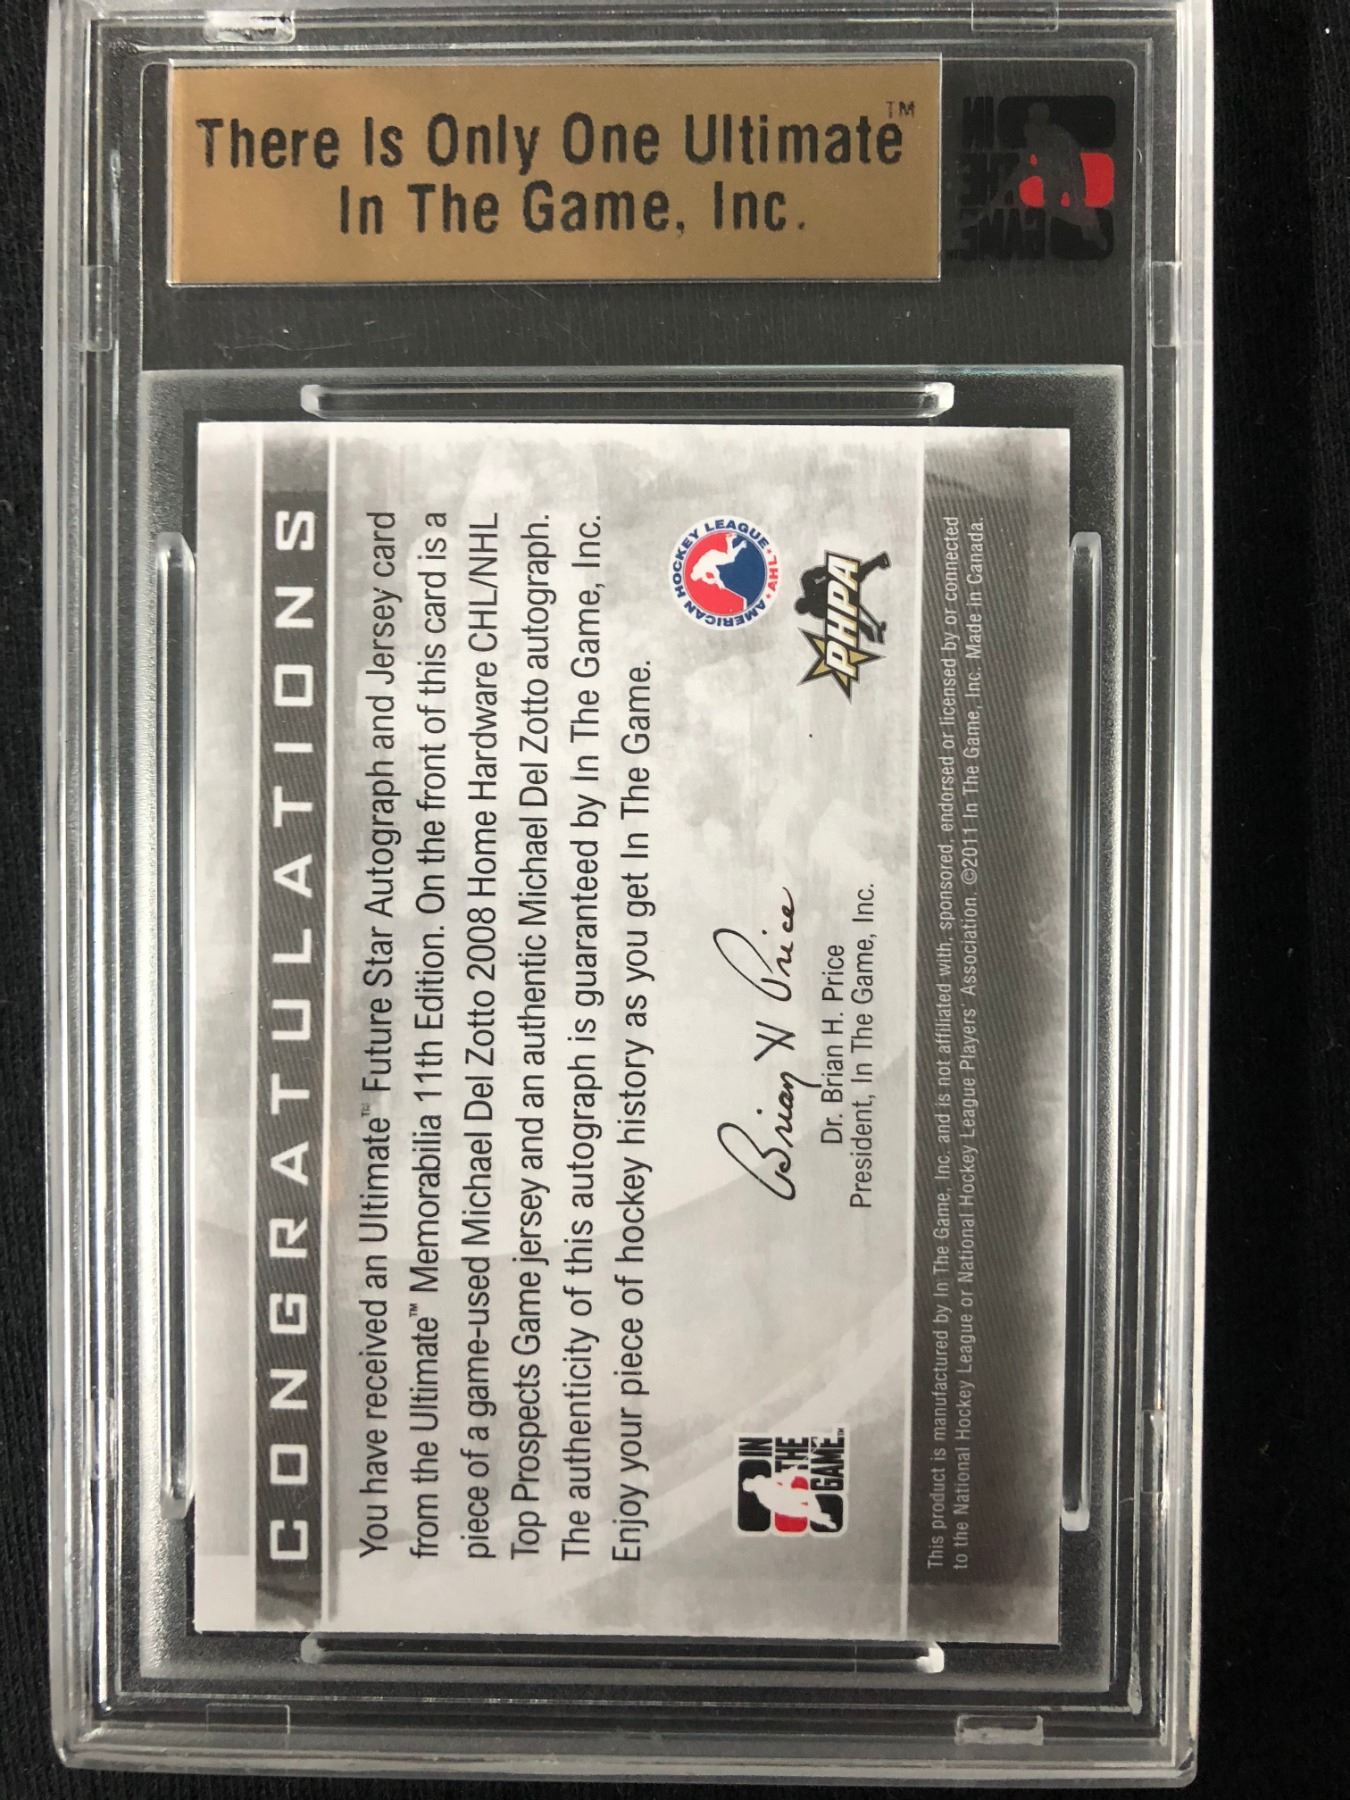 There Is Only One Ultimate™
In The Game, Inc.
IN
THE
GAME
CONGRATULATIONS
You have received an Ultimate™ Future Star Autograph and Jersey card
from the Ultimate™ Memorabilia 11th Edition. On the front of this card is a
piece of a game-used Michael Del Zotto 2008 Home Hardware CHL/NHL
Top Prospects Game jersey and an authentic Michael Del Zotto autograph.
The authenticity of this autograph is guaranteed by In The Game, Inc.
Enjoy your piece of hockey history as you get In The Game.
IN
THE
GAME™
Brian H Price
Dr. Brian H. Price
President, In The Game, Inc.
AMERICAN HOCKEY LEAGUE • AHL •
PHPA
This product is manufactured by In The Game, Inc. and is not affiliated with, sponsored, endorsed or licensed by or connected
to the National Hockey League or National Hockey League Players' Association. ©2011 In The Game, Inc. Made in Canada.